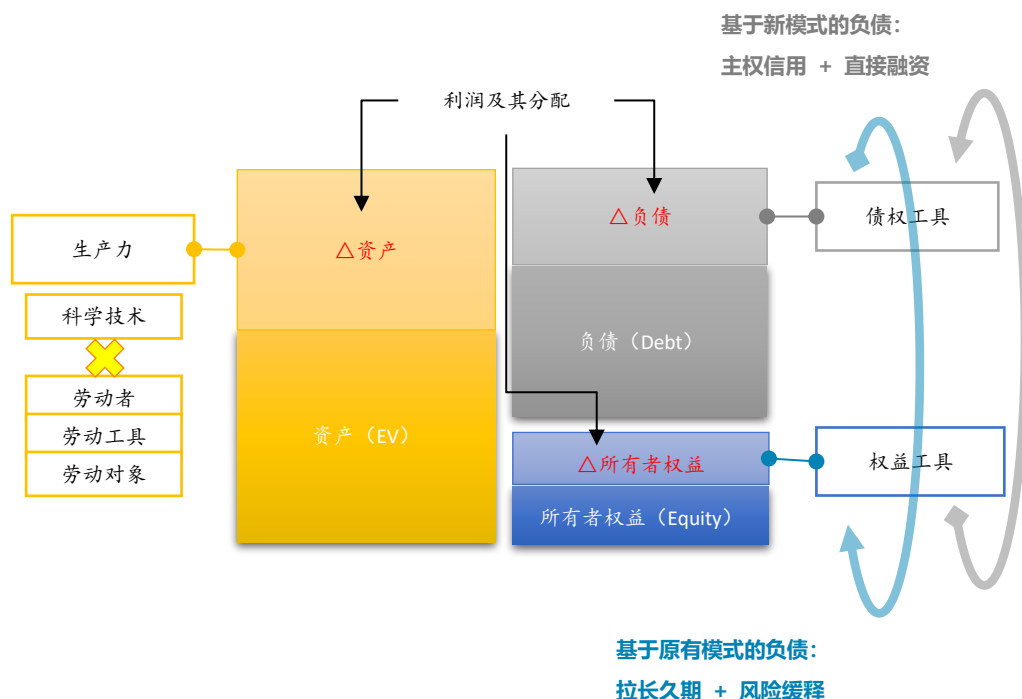 基于新模式的负债：
主权信用 + 直接融资
利润及其分配
生产力
△资产
△负债
债权工具
科学技术
负债（Debt）
劳动者
劳动工具
劳动对象
资产（EV）
△所有者权益
权益工具
所有者权益（Equity）
基于原有模式的负债：
拉长久期 + 风险缓释